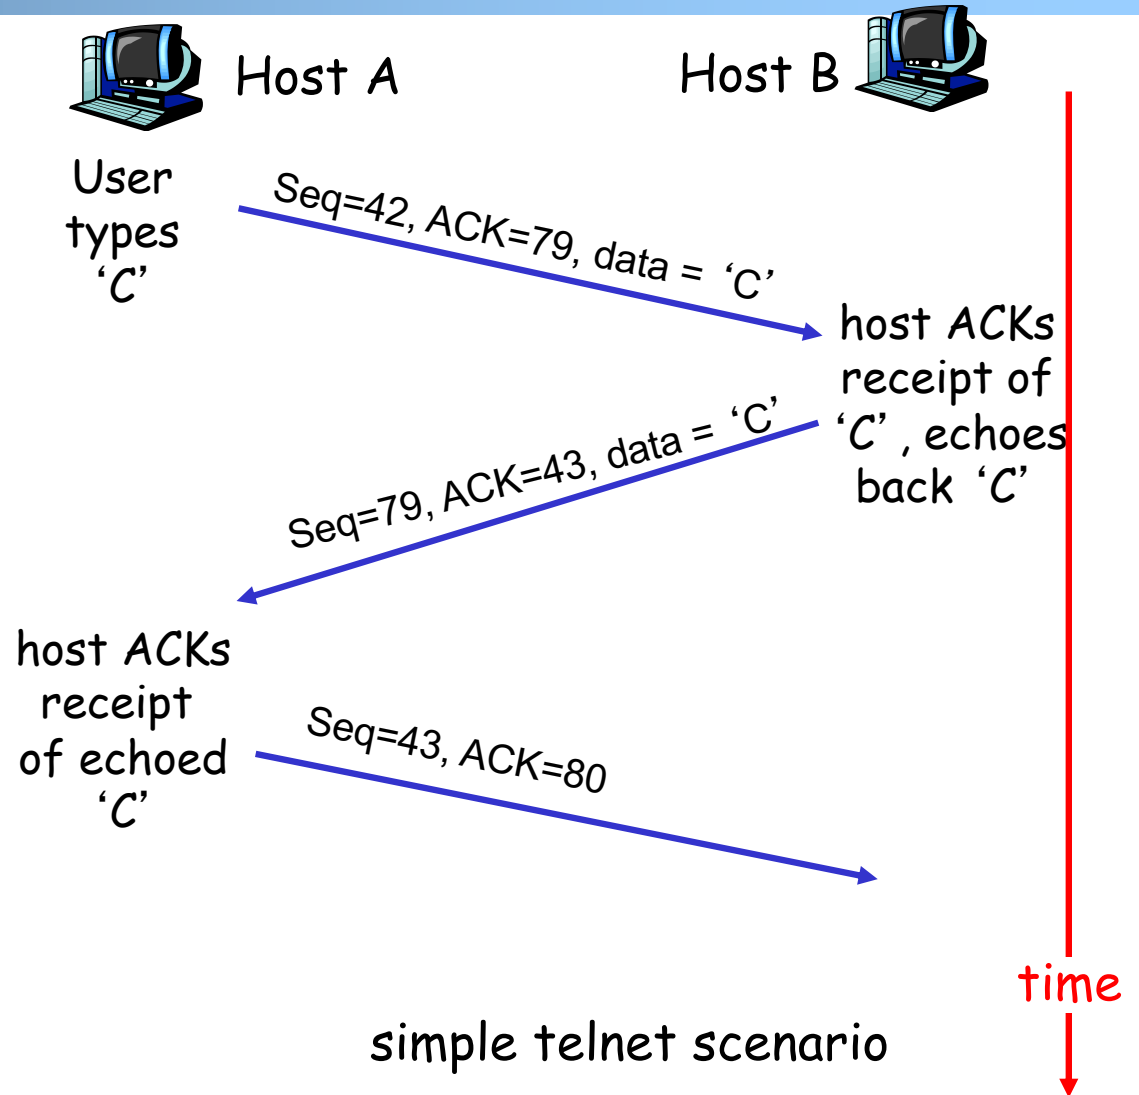 Host A
Host B
User
types
‘C’
Seq=42, ACK=79, data = ‘C’
host ACKs
receipt of
‘C’ , echoes
back ‘C’
Seq=79, ACK=43, data = ‘C’
host ACKs
receipt
of echoed
‘C’
Seq=43, ACK=80
time
simple telnet scenario